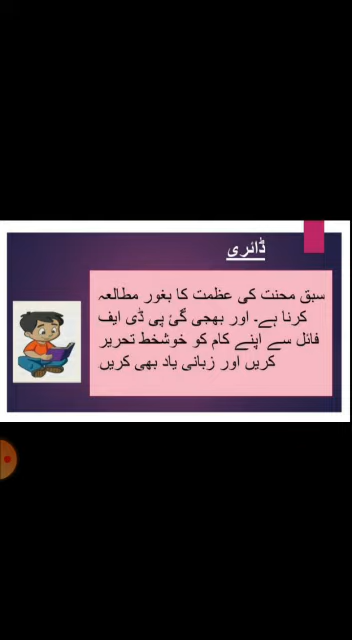 ڈائری
سبق محنت کی عظمت کا بغور مطالعہ
کرنا ہے۔ اور بھجی گئ پی ڈی ایف
فائل سے اپنے کام کو خوشخط تحریر
کریں اور زبانی یاد بھی کریں